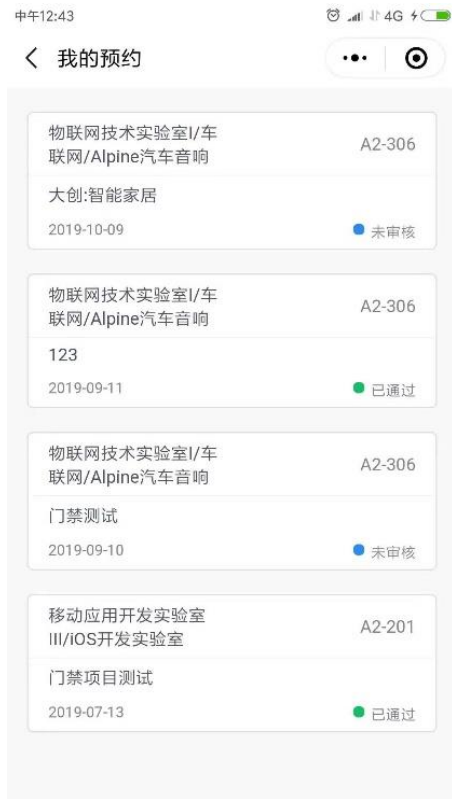 中午12:43
4G
我的预约
物联网技术实验室I/车
联网/Alpine汽车音响
A2-306
大创:智能家居
2019-10-09
未审核
物联网技术实验室I/车
联网/Alpine汽车音响
A2-306
123
2019-09-11
已通过
物联网技术实验室I/车
联网/Alpine汽车音响
A2-306
门禁测试
2019-09-10
未审核
移动应用开发实验室
III/iOS开发实验室
A2-201
门禁项目测试
2019-07-13
已通过